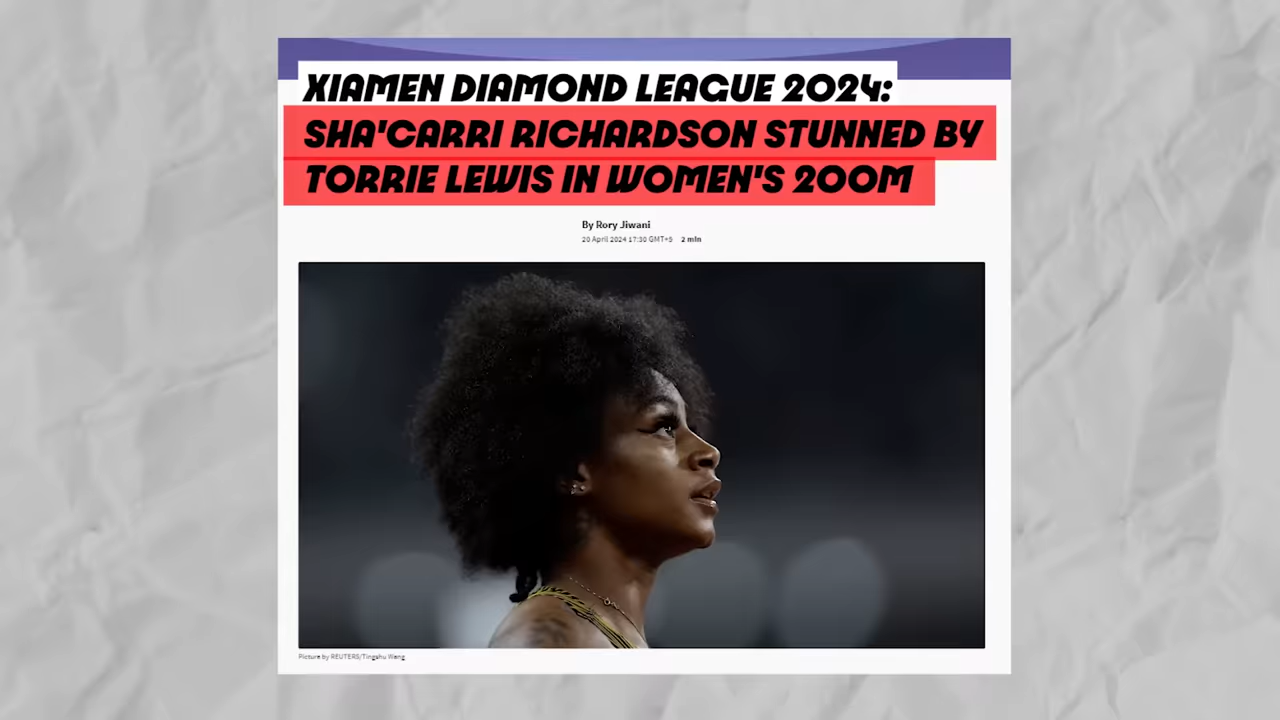 XIAMEN DIAMOND LEAGUE 2024:
SHA'CARRI RICHARDSON STUNNED BY
TORRIE LEWIS IN WOMEN'S 200M
By Rory Jiwani
20 April 2024 17:30 GMT+9 2 min
Picture by REUTERS/Tingshu Wang